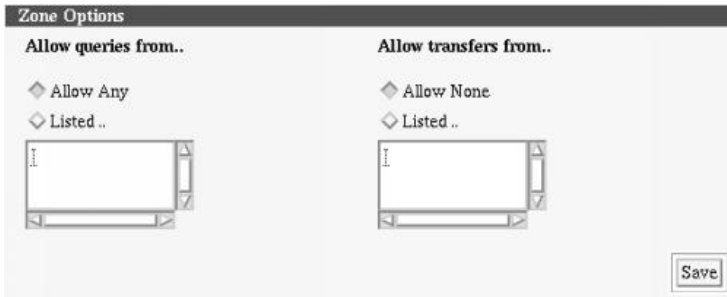 Zone Options
Allow queries from..
Allow transfers from..
Allow Any
Allow None
Listed ..
Listed ..
Save